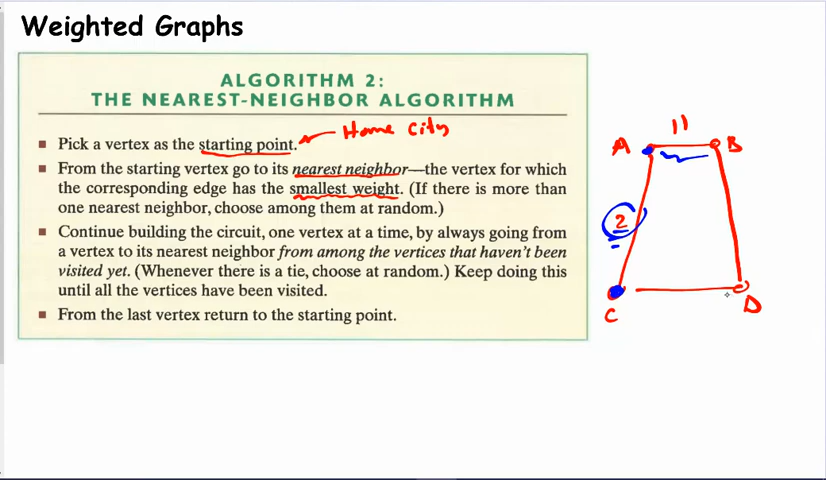 Weighted Graphs
ALGORITHM 2:
THE NEAREST-NEIGHBOR ALGORITHM
■ Pick a vertex as the starting point. Home City
■ From the starting vertex go to its nearest neighbor—the vertex for which
the corresponding edge has the smallest weight. (If there is more than
one nearest neighbor, choose among them at random.)
■ Continue building the circuit, one vertex at a time, by always going from
a vertex to its nearest neighbor from among the vertices that haven't been
visited yet. (Whenever there is a tie, choose at random.) Keep doing this
until all the vertices have been visited.
■ From the last vertex return to the starting point.
11
A B
2
C D